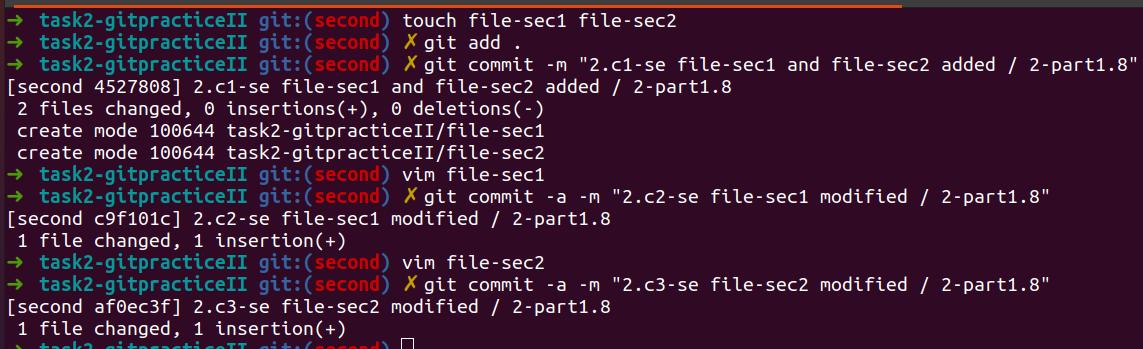 ➜ task2-gitpracticeII git:(second) touch file-sec1 file-sec2
➜ task2-gitpracticeII git:(second) ✗ git add .
➜ task2-gitpracticeII git:(second) ✗ git commit -m "2.c1-se file-sec1 and file-sec2 added / 2-part1.8"
[second 4527808] 2.c1-se file-sec1 and file-sec2 added / 2-part1.8
2 files changed, 0 insertions(+), 0 deletions(-)
create mode 100644 task2-gitpracticeII/file-sec1
create mode 100644 task2-gitpracticeII/file-sec2
➜ task2-gitpracticeII git:(second) vim file-sec1
➜ task2-gitpracticeII git:(second) ✗ git commit -a -m "2.c2-se file-sec1 modified / 2-part1.8"
[second c9f101c] 2.c2-se file-sec1 modified / 2-part1.8
1 file changed, 1 insertion(+)
➜ task2-gitpracticeII git:(second) vim file-sec2
➜ task2-gitpracticeII git:(second) ✗ git commit -a -m "2.c3-se file-sec2 modified / 2-part1.8"
[second af0ec3f] 2.c3-se file-sec2 modified / 2-part1.8
1 file changed, 1 insertion(+)
➜ task2-gitpracticeII git:(second)